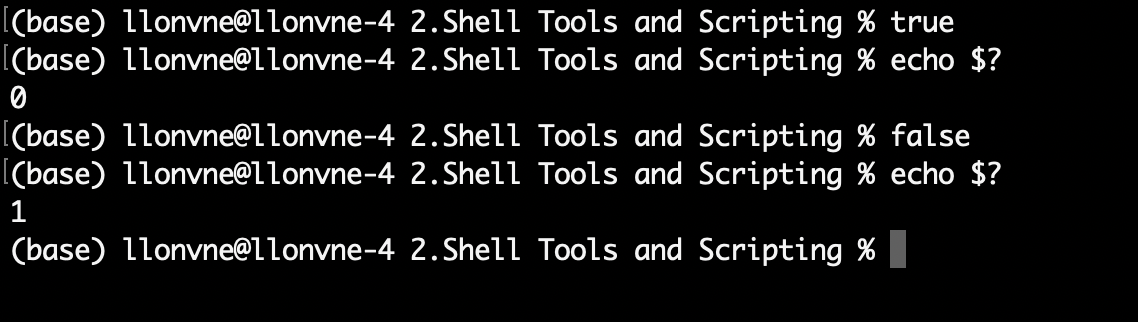 (base) llonvne@llonvne-4 2.Shell Tools and Scripting % true
(base) llonvne@llonvne-4 2.Shell Tools and Scripting % echo $?
0
(base) llonvne@llonvne-4 2.Shell Tools and Scripting % false
(base) llonvne@llonvne-4 2.Shell Tools and Scripting % echo $?
1
(base) llonvne@llonvne-4 2.Shell Tools and Scripting %